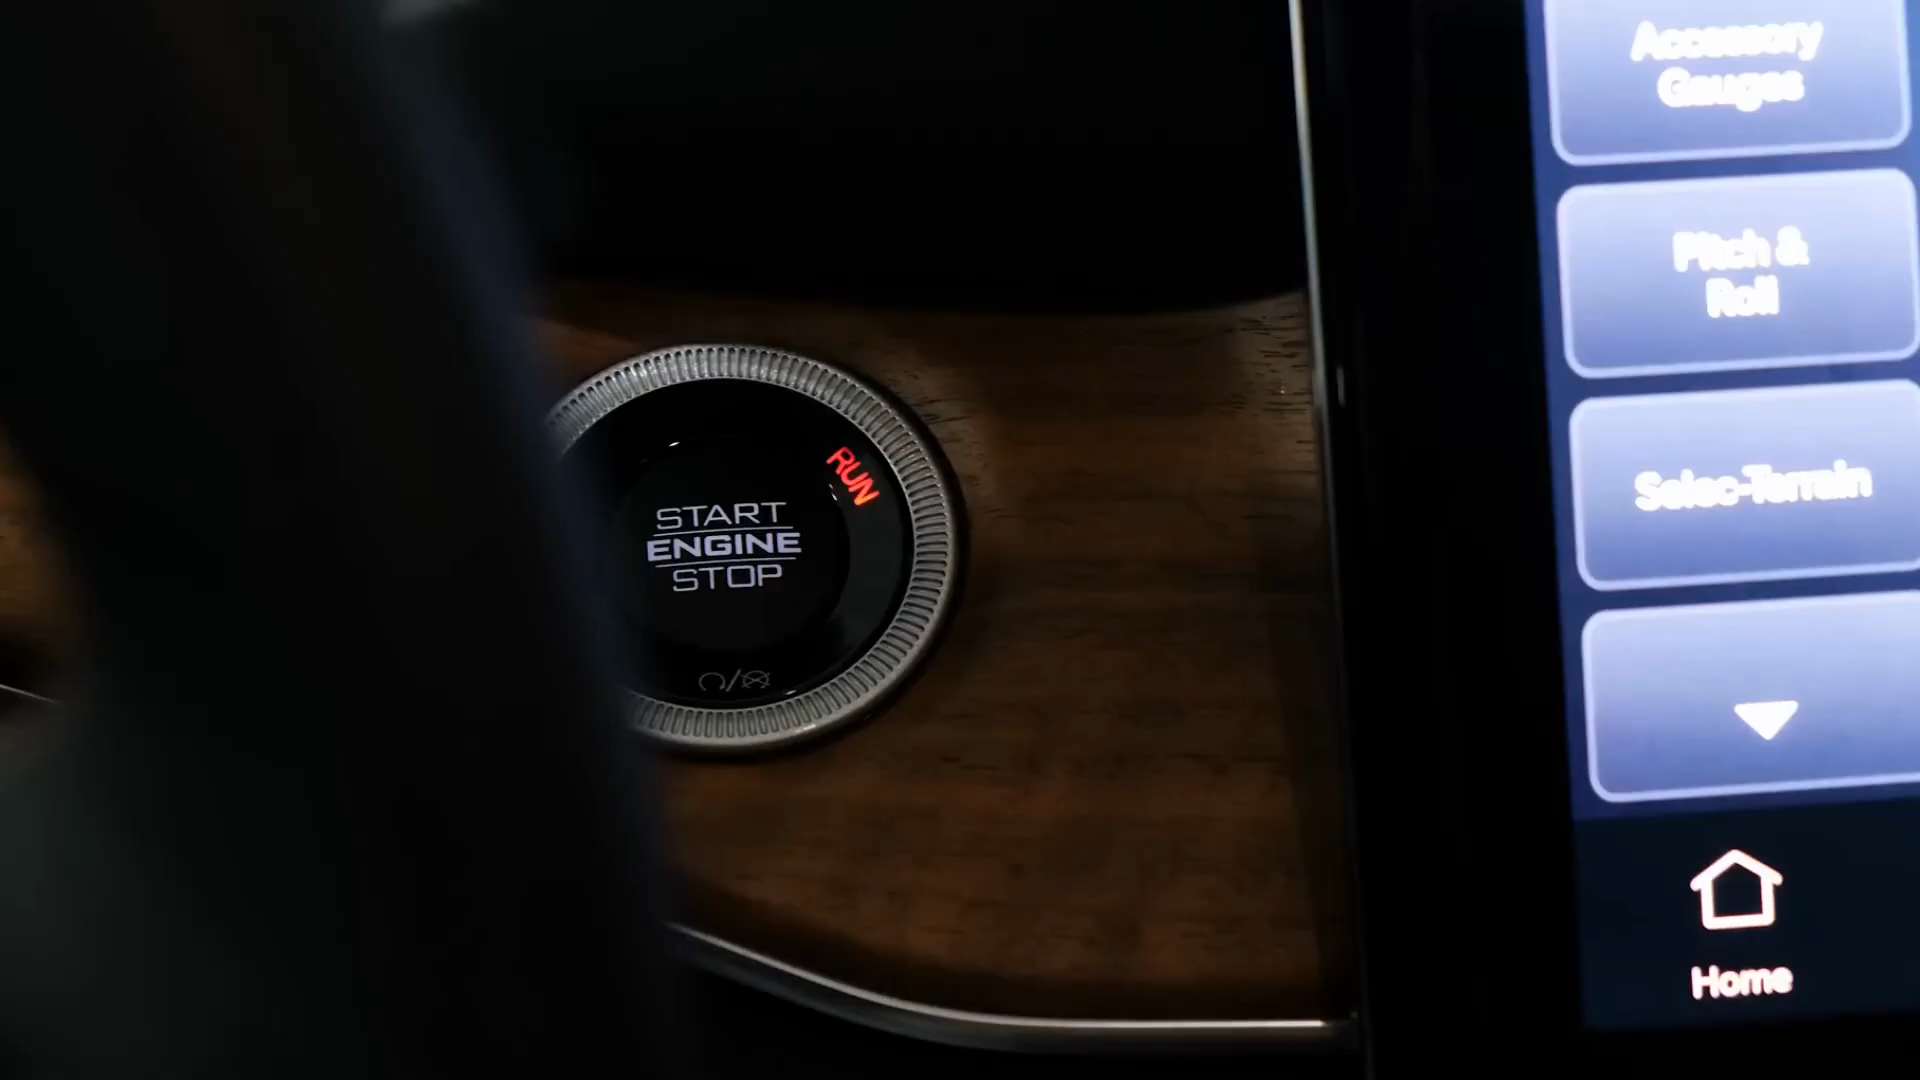 START
ENGINE
STOP
RUN
Accessory
Gauges
Pitch &
Roll
Selec-Terrain
Home